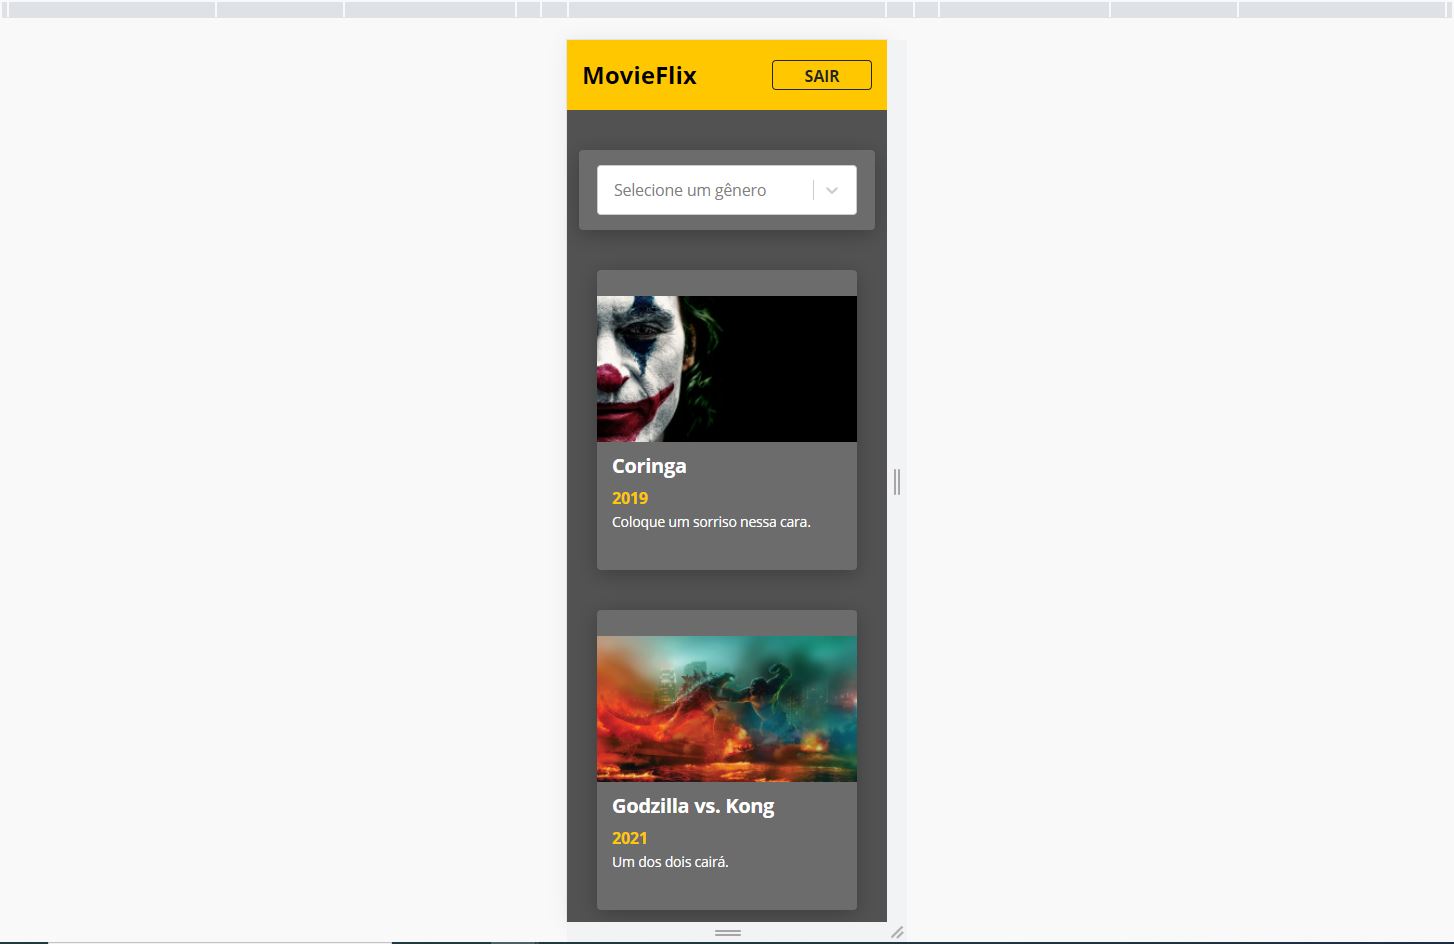 MovieFlix
SAIR
Selecione um gênero
Coringa
2019
Coloque um sorriso nessa cara.
Godzilla vs. Kong
2021
Um dos dois cairá.